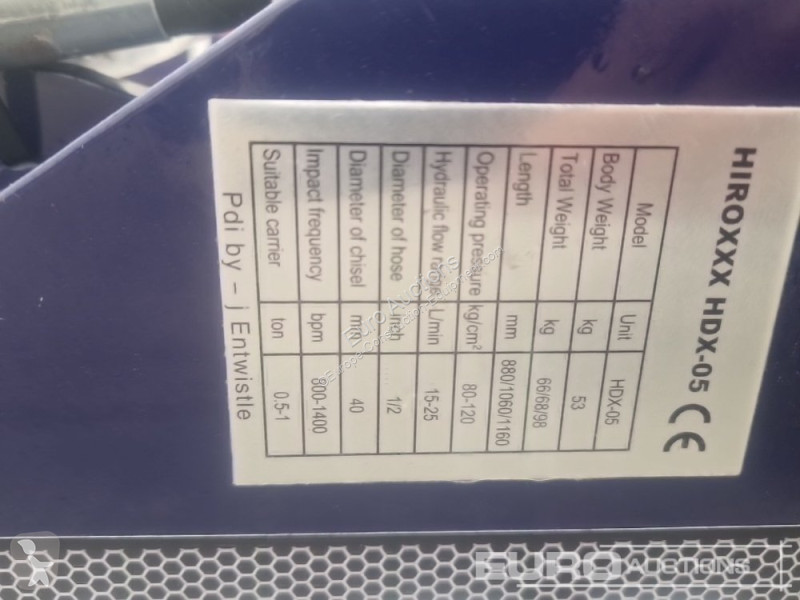 HIROXXX HDX-05 CE
Model Unit HDX-05
Body Weight kg 53
Total Weight kg 66/68/98
Length mm 880/1060/1160
Operating pressure kg/cm² 80-120
Hydraulic flow range L/min 15-25
Diameter of hose inch 1/2
Diameter of chisel mm 40
Impact frequency bpm 800-1400
Suitable carrier ton 0.5-1
Pdi by - j Entwistle
Euro Auctions
EURO AUCTIONS